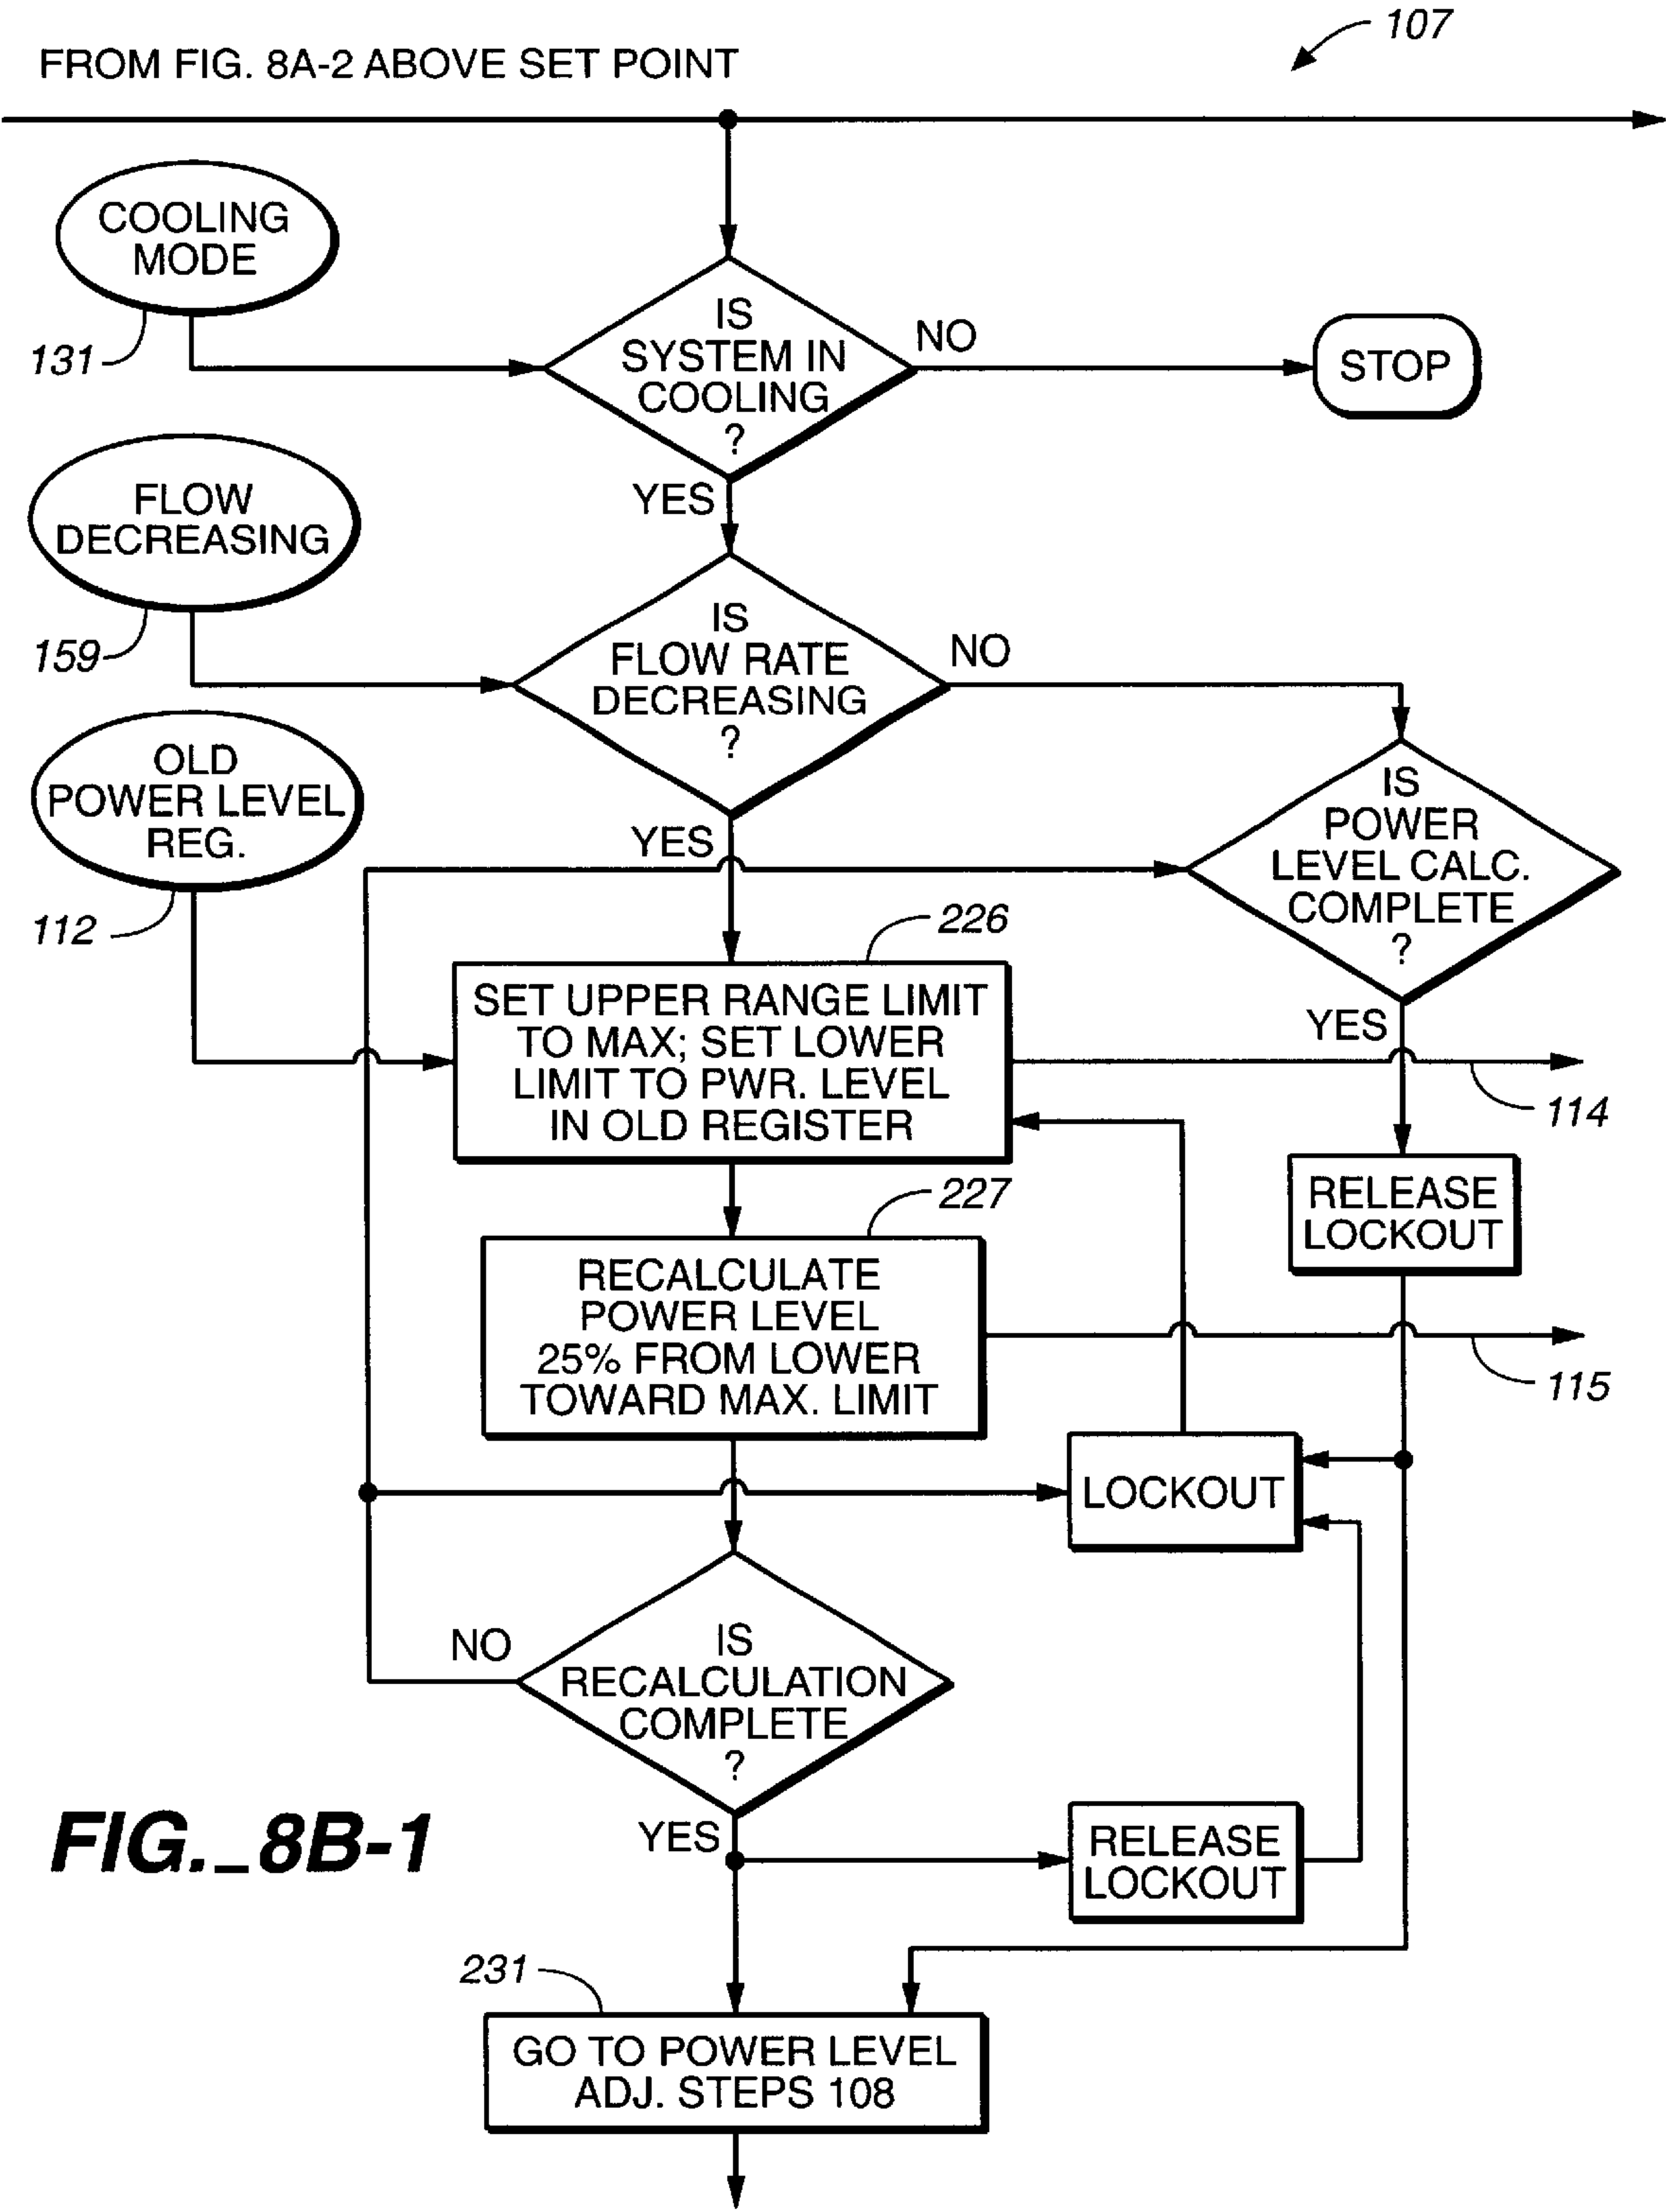 107
FROM FIG. 8A-2 ABOVE SET POINT
COOLING
MODE
131
IS
SYSTEM IN
COOLING
?
NO
STOP
YES
FLOW
DECREASING
159
IS
FLOW RATE
DECREASING
?
NO
YES
OLD
POWER LEVEL
REG.
112
IS
POWER
LEVEL CALC.
COMPLETE
?
YES
226
SET UPPER RANGE LIMIT
TO MAX; SET LOWER
LIMIT TO PWR. LEVEL
IN OLD REGISTER
114
RELEASE
LOCKOUT
227
RECALCULATE
POWER LEVEL
25% FROM LOWER
TOWARD MAX. LIMIT
115
LOCKOUT
NO
IS
RECALCULATION
COMPLETE
?
YES
RELEASE
LOCKOUT
FIG._8B-1
231
GO TO POWER LEVEL
ADJ. STEPS 108